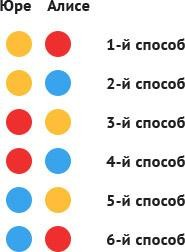 Юре Алисе
1-й способ
2-й способ
3-й способ
4-й способ
5-й способ
6-й способ